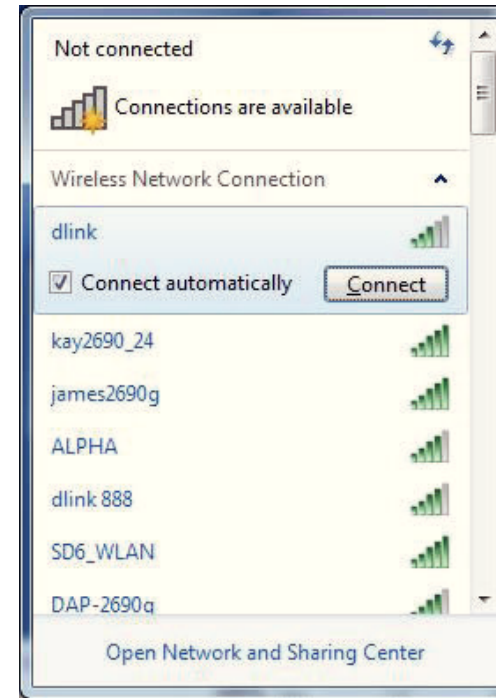 Not connected
Connections are available
Wireless Network Connection
dlink
Connect automatically Connect
kay2690_24
james2690g
ALPHA
dlink 888
SD6_WLAN
DAP-2690g
Open Network and Sharing Center